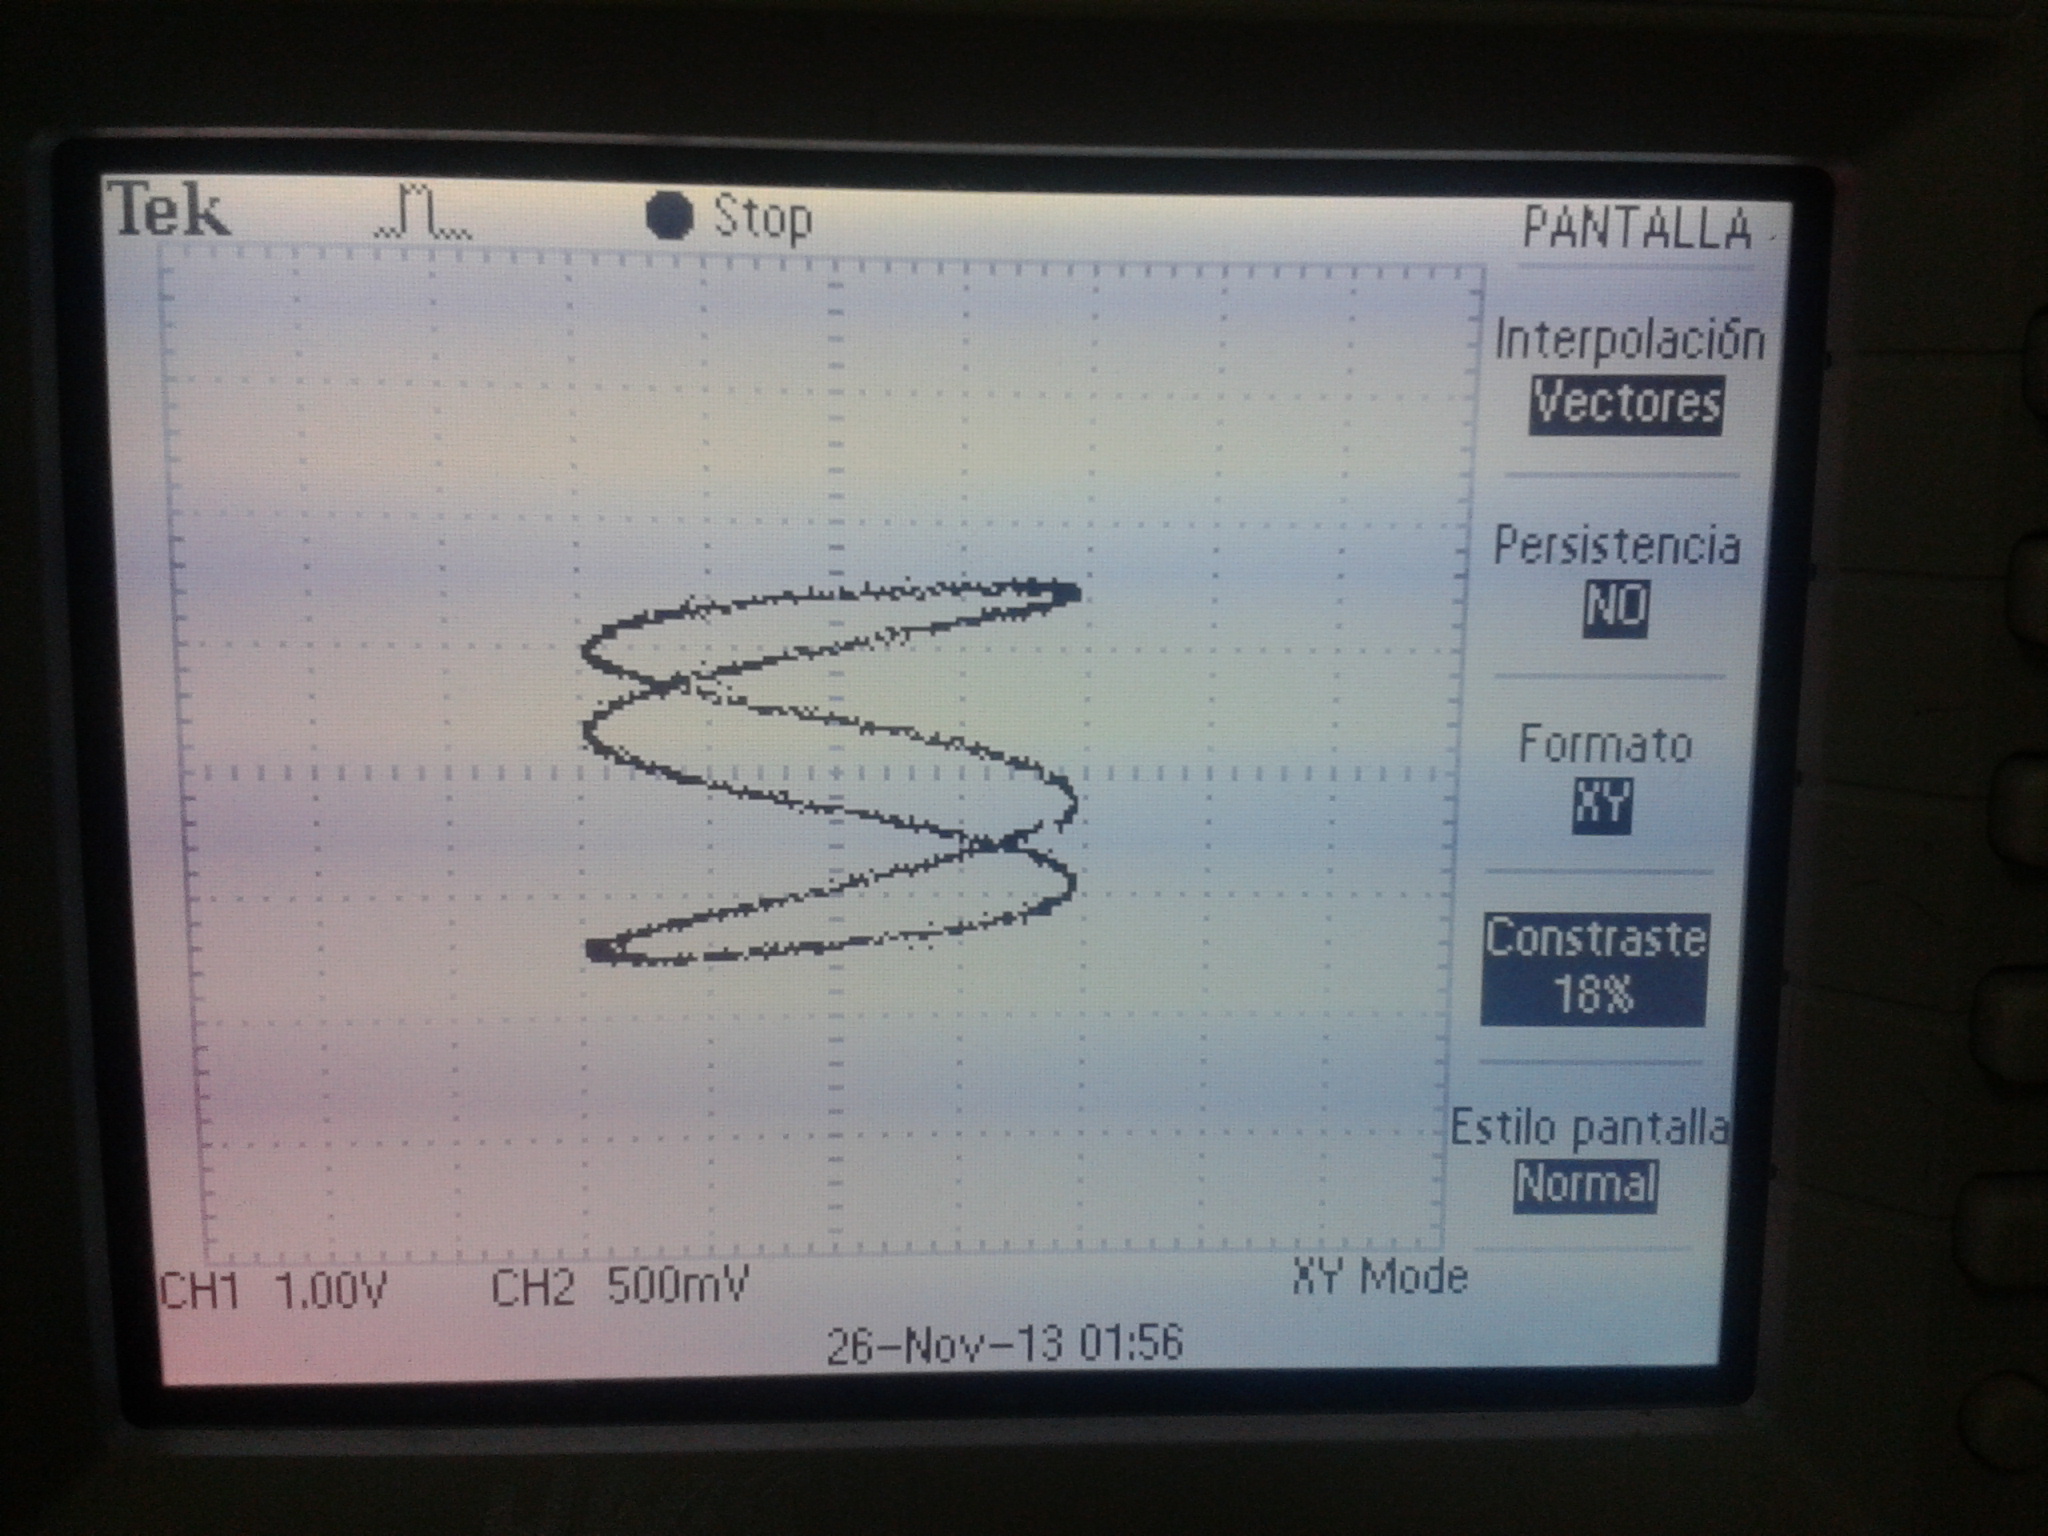 Tek Stop PANTALLA
Interpolación
Vectores
Persistencia
NO
Formato
XY
Constraste
18%
Estilo pantalla
Normal
CH1 1.00V CH2 500mV XY Mode
26-Nov-13 01:56